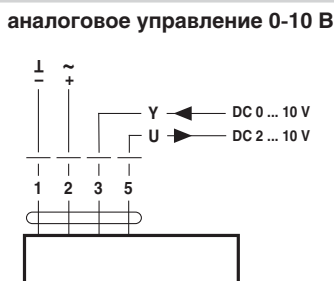 аналоговое управление 0-10 В
⊥ ~
– +
Y DC 0 ... 10 V
U DC 2 ... 10 V
1 2 3 5